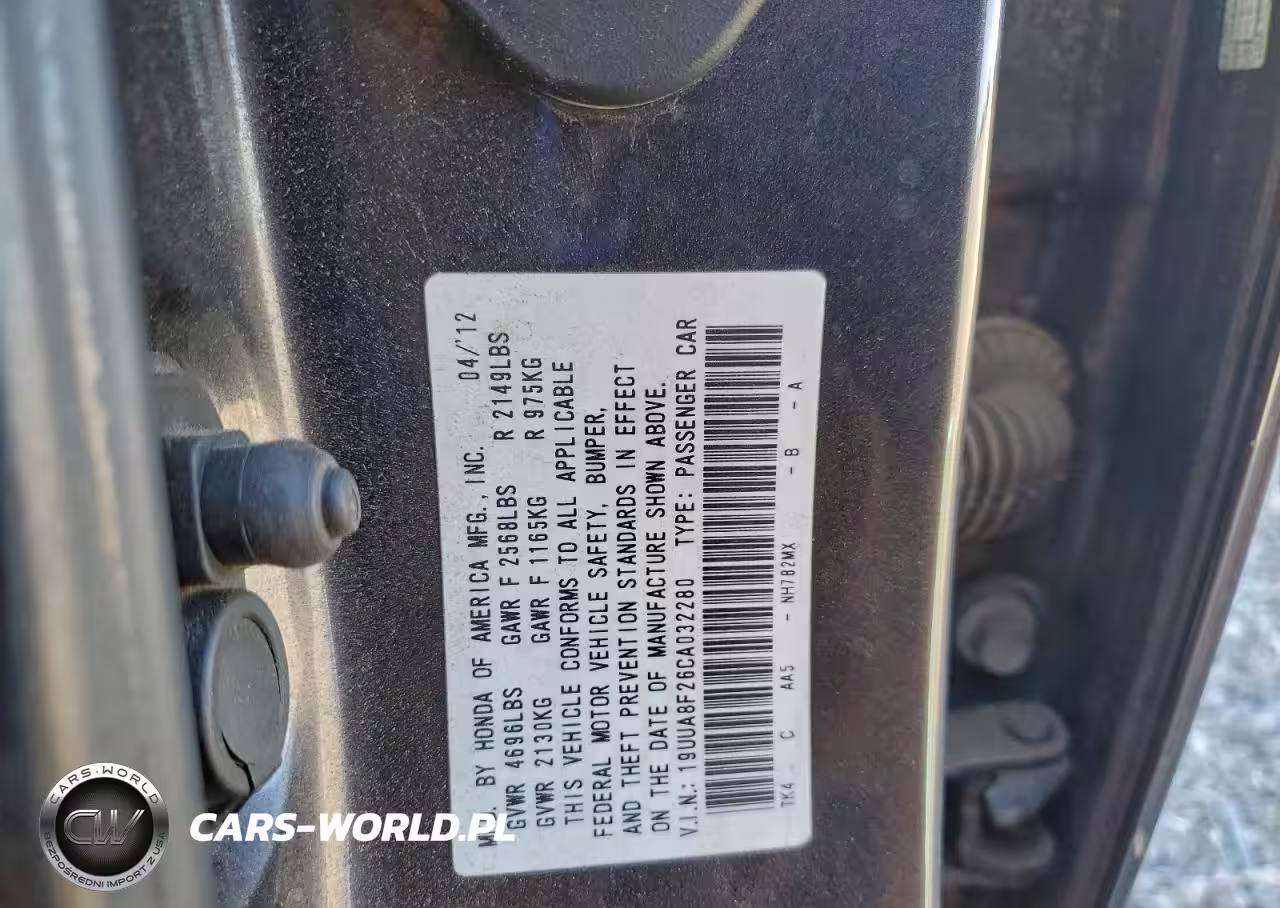 MFD. BY HONDA OF AMERICA MFG., INC. 04/'12
GVWR 4696LBS GAWR F 2568LBS R 2149LBS
GVWR 2130KG GAWR F 1165KG R 975KG
THIS VEHICLE CONFORMS TO ALL APPLICABLE
FEDERAL MOTOR VEHICLE SAFETY, BUMPER,
AND THEFT PREVENTION STANDARDS IN EFFECT
ON THE DATE OF MANUFACTURE SHOWN ABOVE.
V.I.N.: 19UUA8F26CA032280 TYPE: PASSENGER CAR
TK4 - C AA5 - NH782MX - B - A
CARS-WORLD
CW
BEZPOŚREDNI IMPORT Z USA
CARS-WORLD.PL